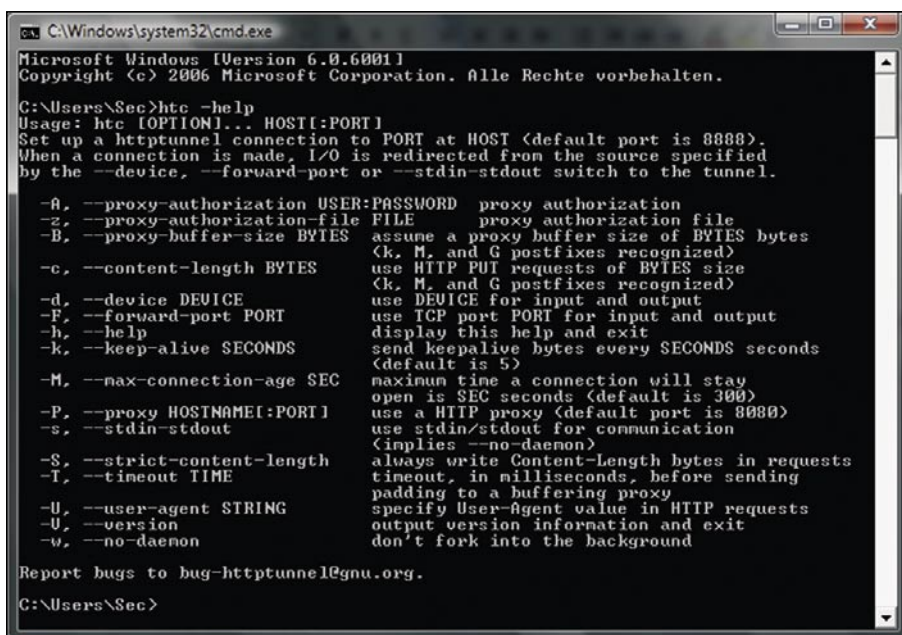 C:\Windows\system32\cmd.exe
Microsoft Windows [Version 6.0.6001]
Copyright (c) 2006 Microsoft Corporation. Alle Rechte vorbehalten.
C:\Users\Sec>htc -help
Usage: htc [OPTION]... HOST[:PORT]
Set up a httptunnel connection to PORT at HOST (default port is 8888).
When a connection is made, I/O is redirected from the source specified
by the --device, --forward-port or --stdin-stdout switch to the tunnel.
-A, --proxy-authorization USER:PASSWORD  proxy authorization
-z, --proxy-authorization-file FILE      proxy authorization file
-B, --proxy-buffer-size BYTES  assume a proxy buffer size of BYTES bytes
(k, M, and G postfixes recognized)
-c, --content-length BYTES     use HTTP PUT requests of BYTES size
(k, M, and G postfixes recognized)
-d, --device DEVICE            use DEVICE for input and output
-F, --forward-port PORT        use TCP port PORT for input and output
-h, --help                     display this help and exit
-k, --keep-alive SECONDS       send keepalive bytes every SECONDS seconds
(default is 5)
-M, --max-connection-age SEC   maximum time a connection will stay
open is SEC seconds (default is 300)
-P, --proxy HOSTNAME[:PORT]    use a HTTP proxy (default port is 8080)
-s, --stdin-stdout             use stdin/stdout for communication
(implies --no-daemon)
-S, --strict-content-length    always write Content-Length bytes in requests
-T, --timeout TIME             timeout, in milliseconds, before sending
padding to a buffering proxy
-U, --user-agent STRING        specify User-Agent value in HTTP requests
-V, --version                  output version information and exit
-w, --no-daemon                don't fork into the background
Report bugs to bug-httptunnel@gnu.org.
C:\Users\Sec>